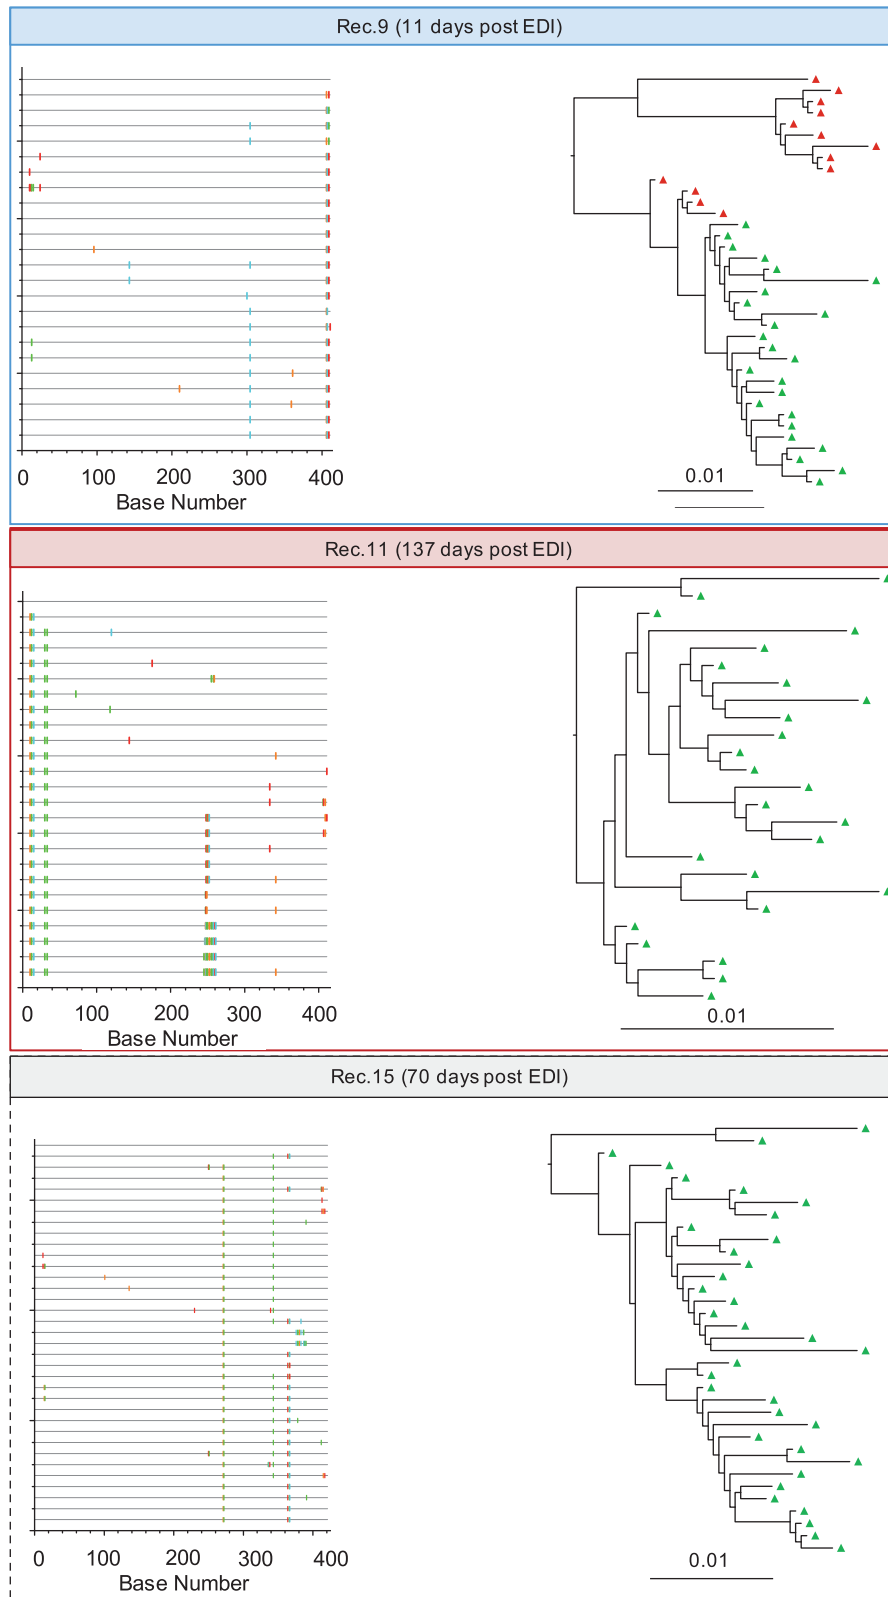 Rec.9 (11 days post EDI)
0 100 200 300 400
Base Number
0.01
Rec.11 (137 days post EDI)
0 100 200 300 400
Base Number
0.01
Rec.15 (70 days post EDI)
0 100 200 300 400
Base Number
0.01